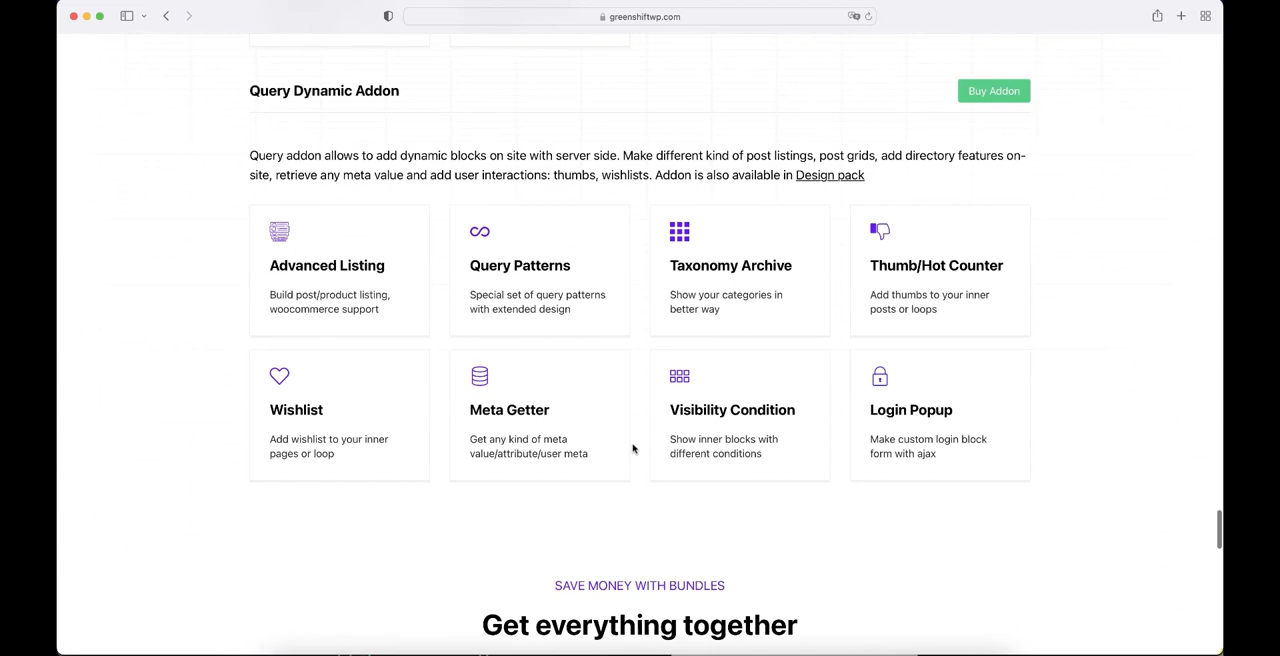 greenshiftwp.com
Query Dynamic Addon
Buy Addon
Query addon allows to add dynamic blocks on site with server side. Make different kind of post listings, post grids, add directory features on-
site, retrieve any meta value and add user interactions: thumbs, wishlists. Addon is also available in Design pack
Advanced Listing
Build post/product listing,
woocommerce support
Query Patterns
Special set of query patterns
with extended design
Taxonomy Archive
Show your categories in
better way
Thumb/Hot Counter
Add thumbs to your inner
posts or loops
Wishlist
Add wishlist to your inner
pages or loop
Meta Getter
Get any kind of meta
value/attribute/user meta
Visibility Condition
Show inner blocks with
different conditions
Login Popup
Make custom login block
form with ajax
SAVE MONEY WITH BUNDLES
Get everything together